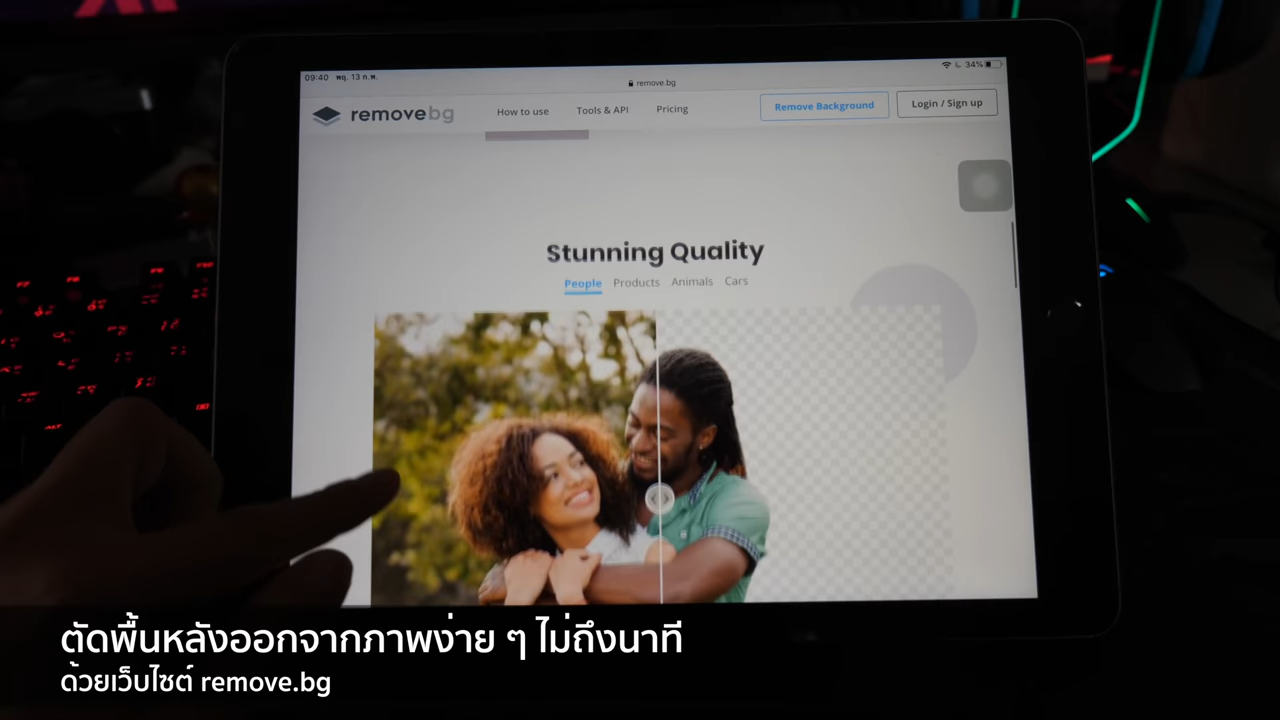 09:40 พฤ. 13 ก.พ.
34%
remove.bg
removebg
How to use
Tools & API
Pricing
Remove Background
Login / Sign up
Stunning Quality
People Products Animals Cars
ตัดพื้นหลังออกจากภาพง่าย ๆ ไม่ถึงนาที
ด้วยเว็บไซต์ remove.bg